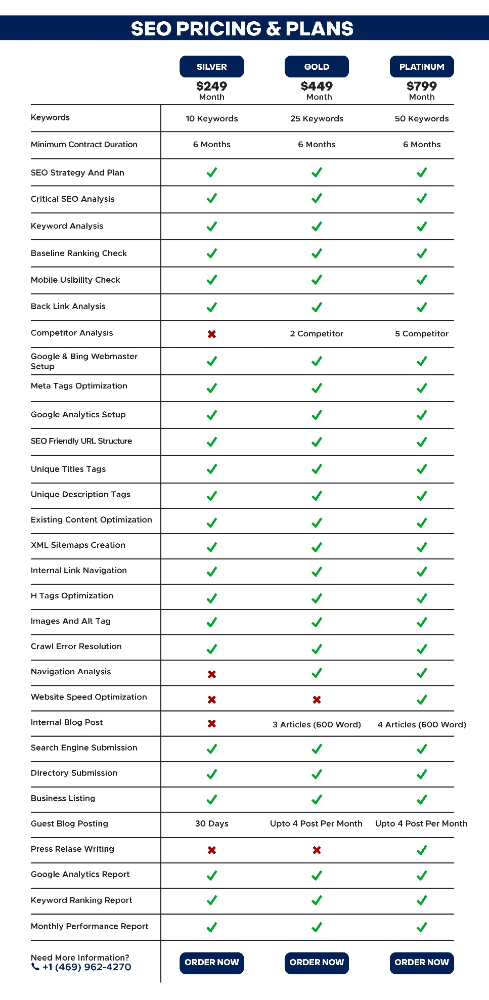 SEO PRICING & PLANS
SILVER GOLD PLATINUM
$249 $449 $799
Month Month Month
Keywords 10 Keywords 25 Keywords 50 Keywords
Minimum Contract Duration 6 Months 6 Months 6 Months
SEO Strategy And Plan
Critical SEO Analysis
Keyword Analysis
Baseline Ranking Check
Mobile Usibility Check
Back Link Analysis
Competitor Analysis 2 Competitor 5 Competitor
Google & Bing Webmaster
Setup
Meta Tags Optimization
Google Analytics Setup
SEO Friendly URL Structure
Unique Titles Tags
Unique Description Tags
Existing Content Optimization
XML Sitemaps Creation
Internal Link Navigation
H Tags Optimization
Images And Alt Tag
Crawl Error Resolution
Navigation Analysis
Website Speed Optimization
Internal Blog Post 3 Articles (600 Word) 4 Articles (600 Word)
Search Engine Submission
Directory Submission
Business Listing
Guest Blog Posting 30 Days Upto 4 Post Per Month Upto 4 Post Per Month
Press Relase Writing
Google Analytics Report
Keyword Ranking Report
Monthly Performance Report
Need More Information?
+1 (469) 962-4270
ORDER NOW ORDER NOW ORDER NOW